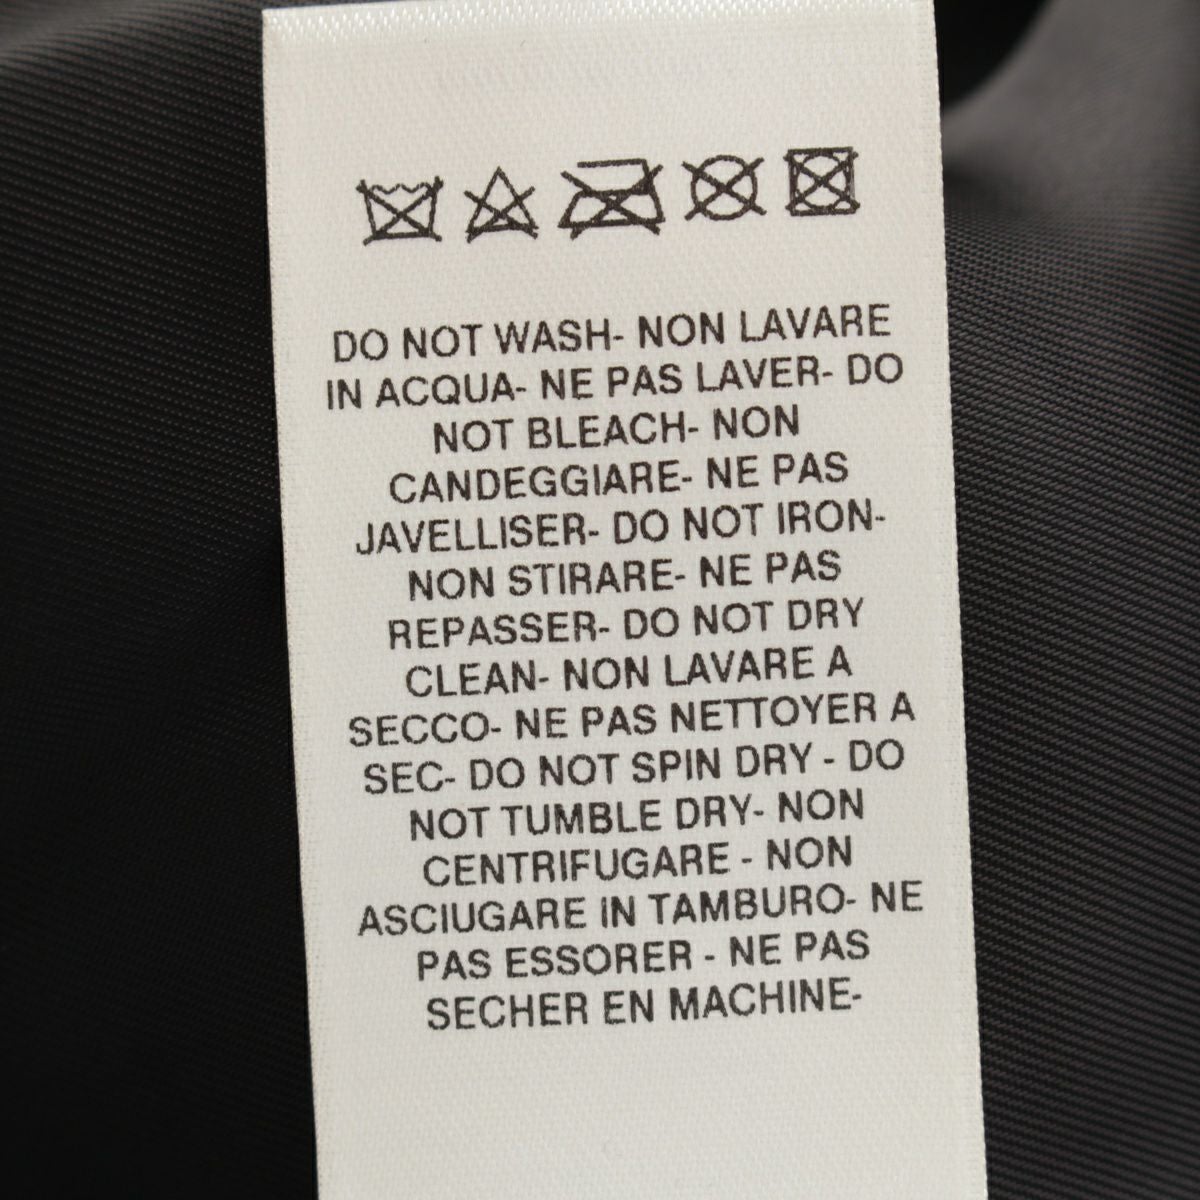 DO NOT WASH- NON LAVARE
IN ACQUA- NE PAS LAVER- DO
NOT BLEACH- NON
CANDEGGIARE- NE PAS
JAVELLISER- DO NOT IRON-
NON STIRARE- NE PAS
REPASSER- DO NOT DRY
CLEAN- NON LAVARE A
SECCO- NE PAS NETTOYER A
SEC- DO NOT SPIN DRY - DO
NOT TUMBLE DRY- NON
CENTRIFUGARE - NON
ASCIUGARE IN TAMBURO- NE
PAS ESSORER - NE PAS
SECHER EN MACHINE-